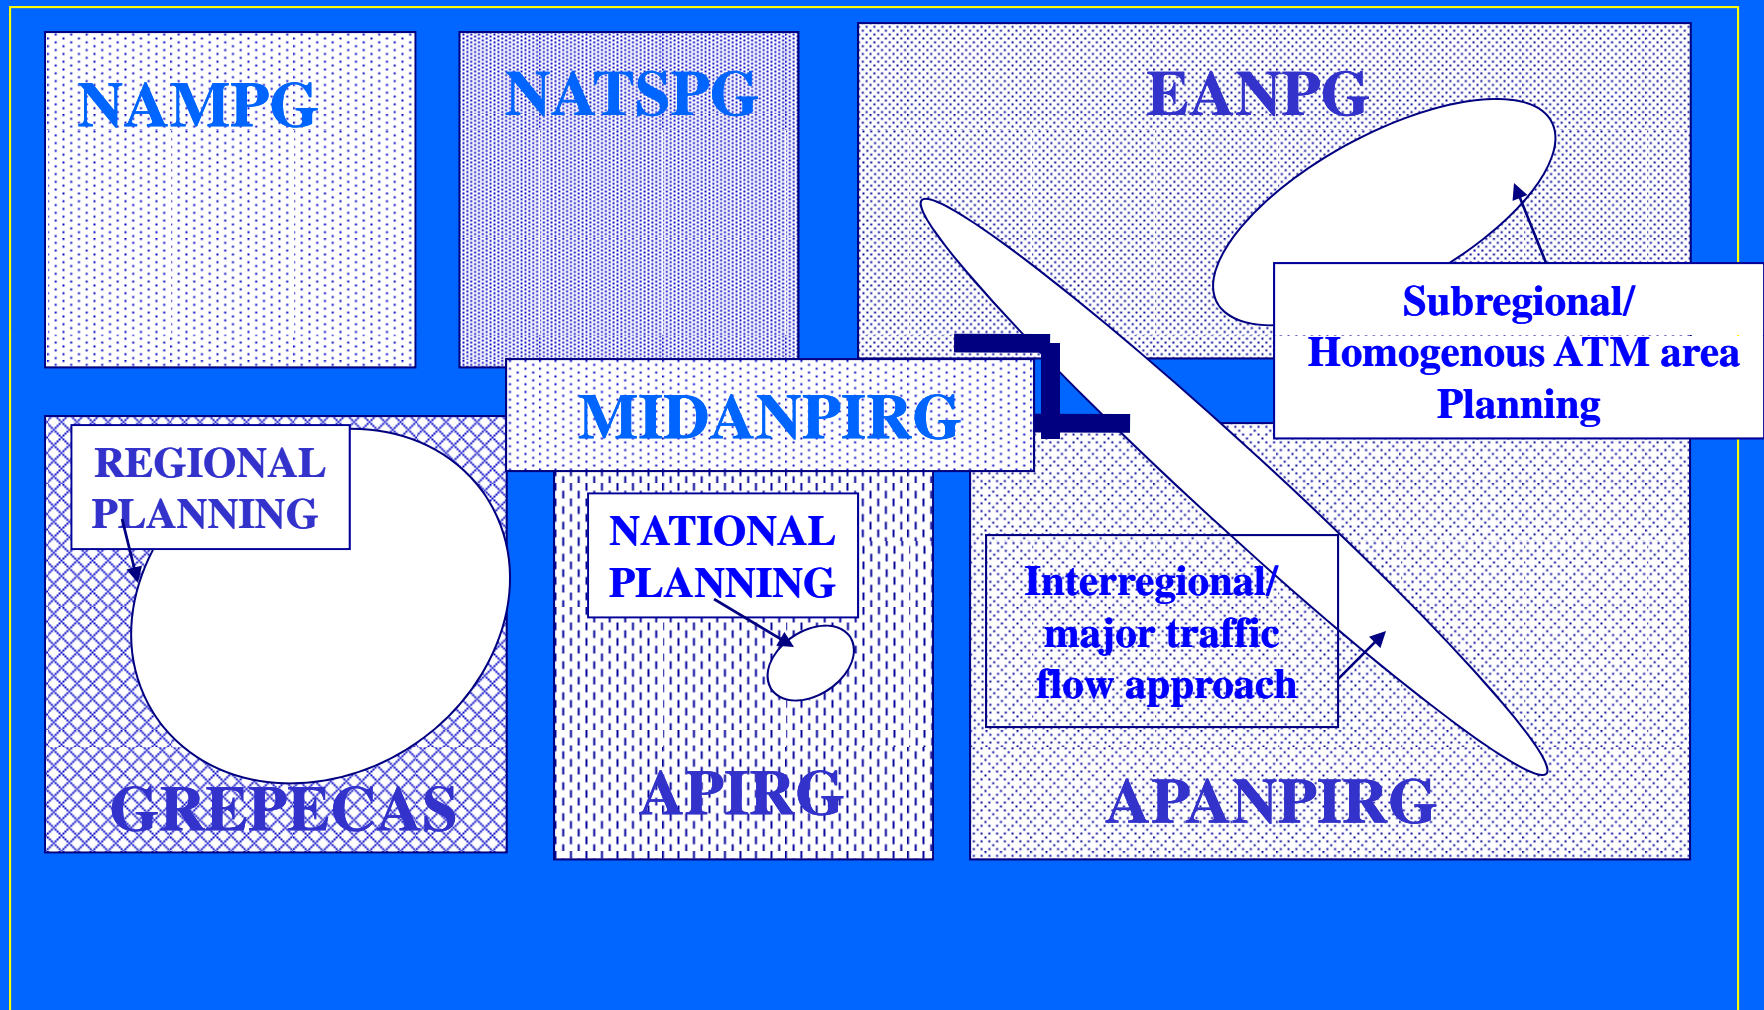 NAMPG
NATSPG
EANPG
Subregional/
Homogenous ATM area
Planning
MIDANPIRG
REGIONAL
PLANNING
NATIONAL
PLANNING
Interregional/
major traffic
flow approach
GREPECAS
APIRG
APANPIRG